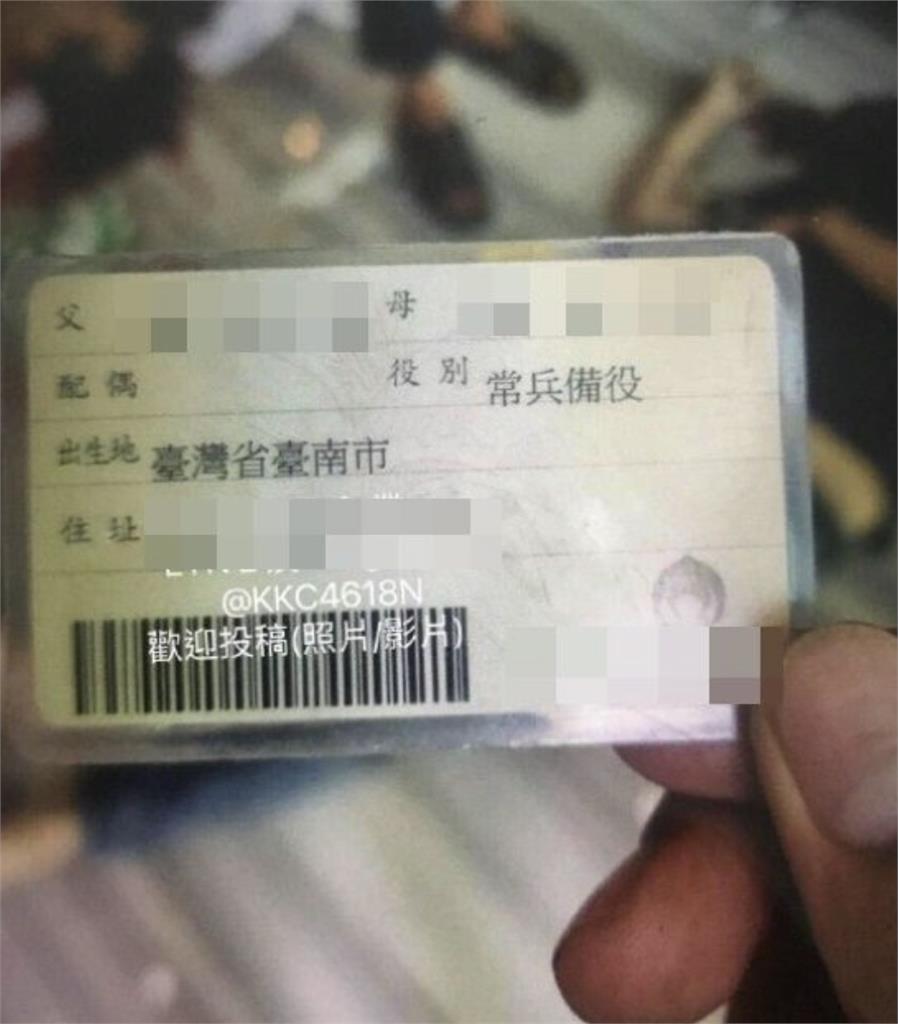 父 母
配偶 役別 常兵備役
出生地 臺灣省臺南市
住址
@KKC4618N
歡迎投稿(照片/影片)